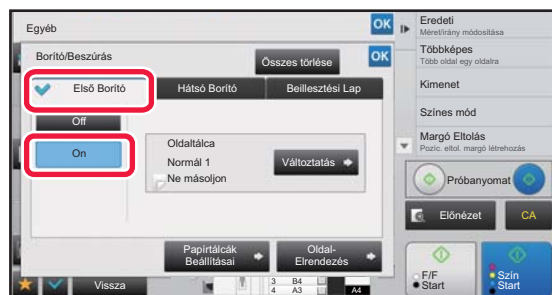 Egyéb
OK
Borító/Beszúrás
Összes törlése
OK
Első Borító
Hátsó Borító
Beillesztési Lap
Off
On
Oldaltálca
Normál 1
Ne másoljon
Változtatás
Papírtálcák
Beállításai
Oldal-
Elrendezés
Vissza
3 B4
4 A3
A4
Eredeti
Méret/irány módosítása
Többképes
Több oldal egy oldalra
Kimenet
Színes mód
Margó Eltolás
Pozíc. eltol. margó létrehozás
Próbanyomat
Előnézet
CA
F/F
Start
Szín
Start